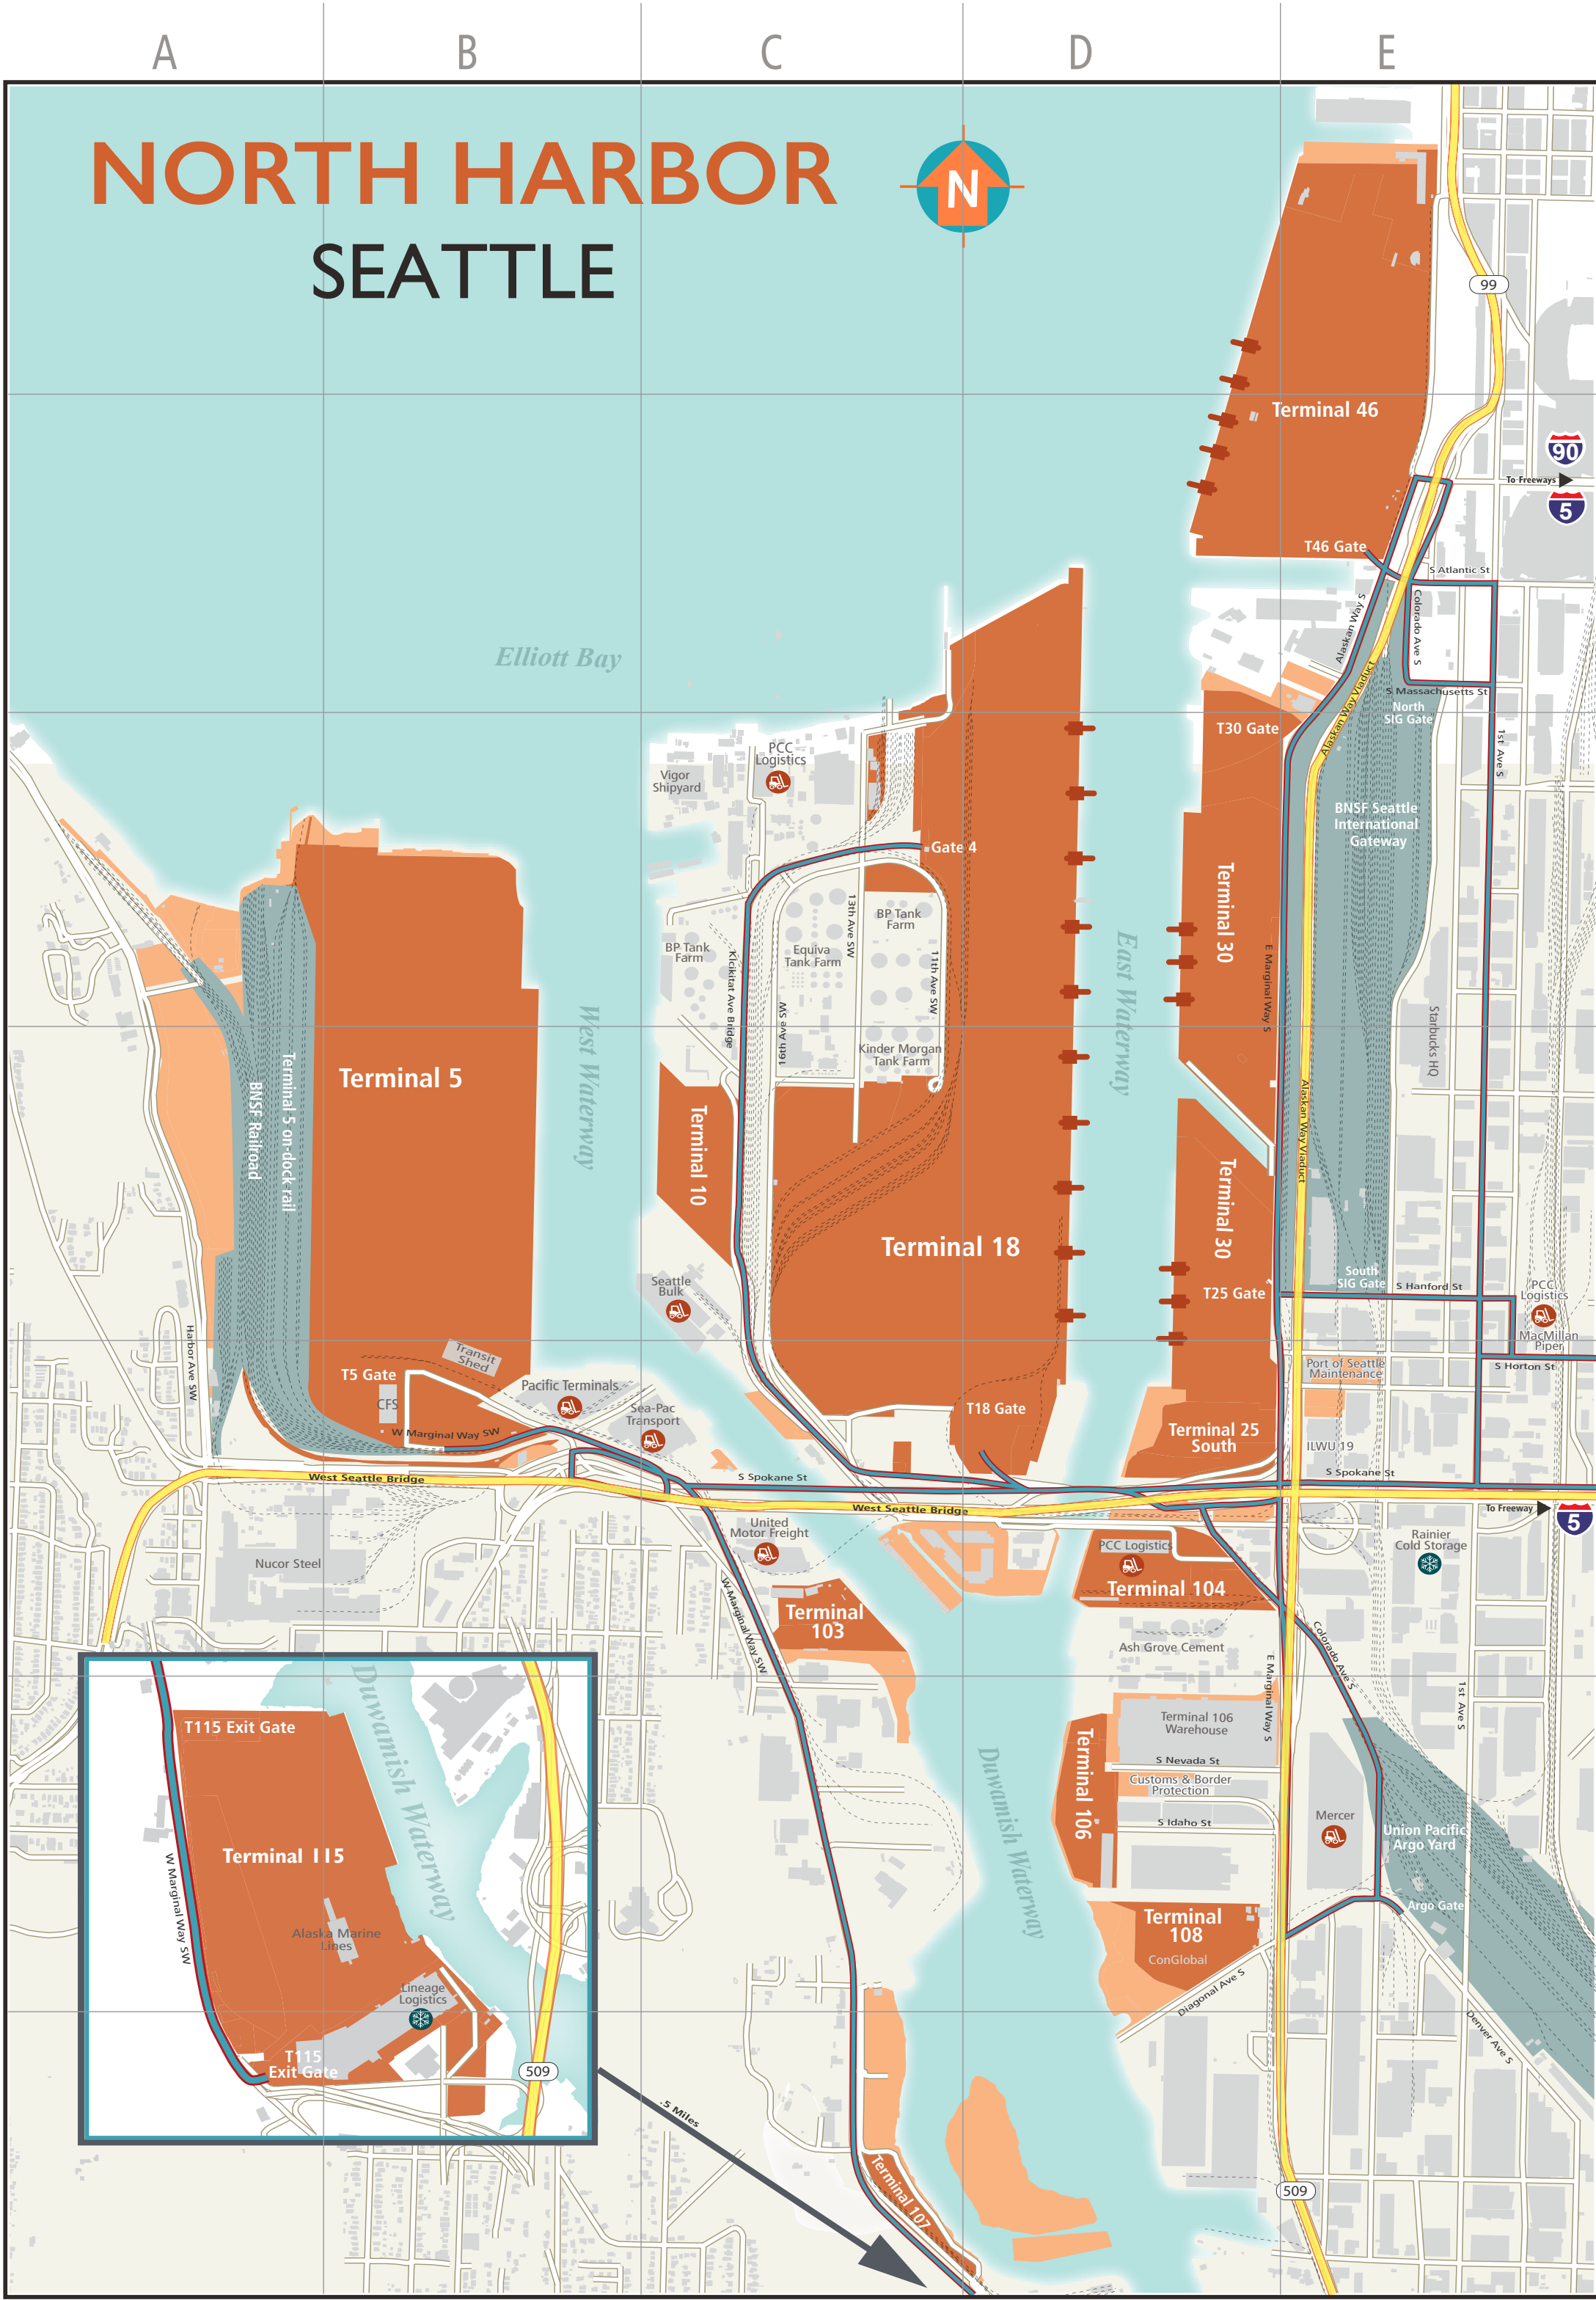 A
B
C
D
E
NORTH HARBOR
SEATTLE
N
99
Terminal 46
90
To Freeways
5
T46 Gate
S Atlantic St
Alaskan Way S
Colorado Ave S
Elliott Bay
S Massachusetts St
Alaskan Way Viaduct
North
SIG Gate
T30 Gate
1st Ave S
PCC
Logistics
Vigor
Shipyard
BNSF Seattle
International
Gateway
Gate 4
Terminal 30
13th Ave SW
BP Tank
Farm
BP Tank
Farm
Equiva
Tank Farm
Klickitat Ave Bridge
11th Ave SW
East Waterway
E Marginal Way S
West Waterway
16th Ave SW
Starbucks HQ
Kinder Morgan
Tank Farm
Terminal 5
BNSF Railroad
Terminal 5 on-dock rail
Terminal 10
Alaskan Way Viaduct
Terminal 30
Terminal 18
Seattle
Bulk
South
SIG Gate
T25 Gate
S Hanford St
PCC
Logistics
MacMillan
Piper
Harbor Ave SW
Transit
Shed
T5 Gate
CFS
Pacific Terminals
Sea-Pac
Transport
W Marginal Way SW
Port of Seattle
Maintenance
S Horton St
T18 Gate
Terminal 25
South
ILWU 19
West Seattle Bridge
S Spokane St
S Spokane St
West Seattle Bridge
To Freeway
5
United
Motor Freight
Rainier
Cold Storage
PCC Logistics
Nucor Steel
Terminal 104
W Marginal Way SW
Terminal
103
Ash Grove Cement
Colorado Ave S
E Marginal Way S
1st Ave S
Duwamish Waterway
T115 Exit Gate
Terminal 106
Warehouse
Terminal 106
S Nevada St
Duwamish Waterway
Customs & Border
Protection
S Idaho St
Mercer
Union Pacific
Argo Yard
Terminal 115
W Marginal Way SW
Argo Gate
Terminal
108
Alaska Marine
Lines
ConGlobal
Lineage
Logistics
Diagonal Ave S
Denver Ave S
T115
Exit Gate
509
.5 Miles
Terminal 107
509